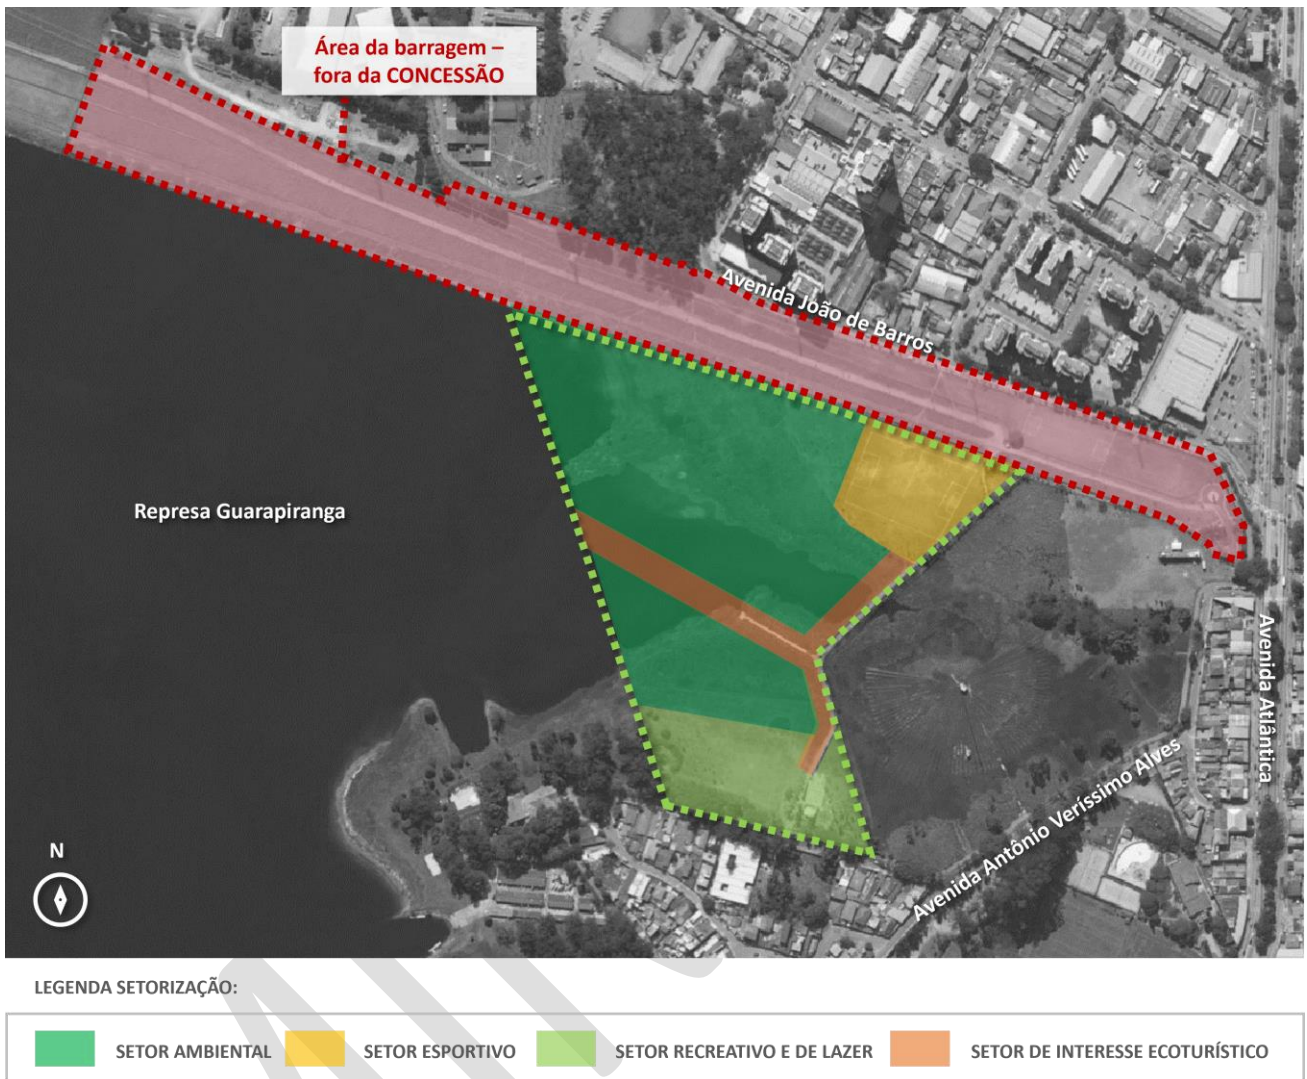 Área da barragem –
fora da CONCESSÃO
Avenida João de Barros
Represa Guarapiranga
Avenida Atlântica
Avenida Antônio Veríssimo Alves
N
LEGENDA SETORIZAÇÃO:
SETOR AMBIENTAL
SETOR ESPORTIVO
SETOR RECREATIVO E DE LAZER
SETOR DE INTERESSE ECOTURÍSTICO